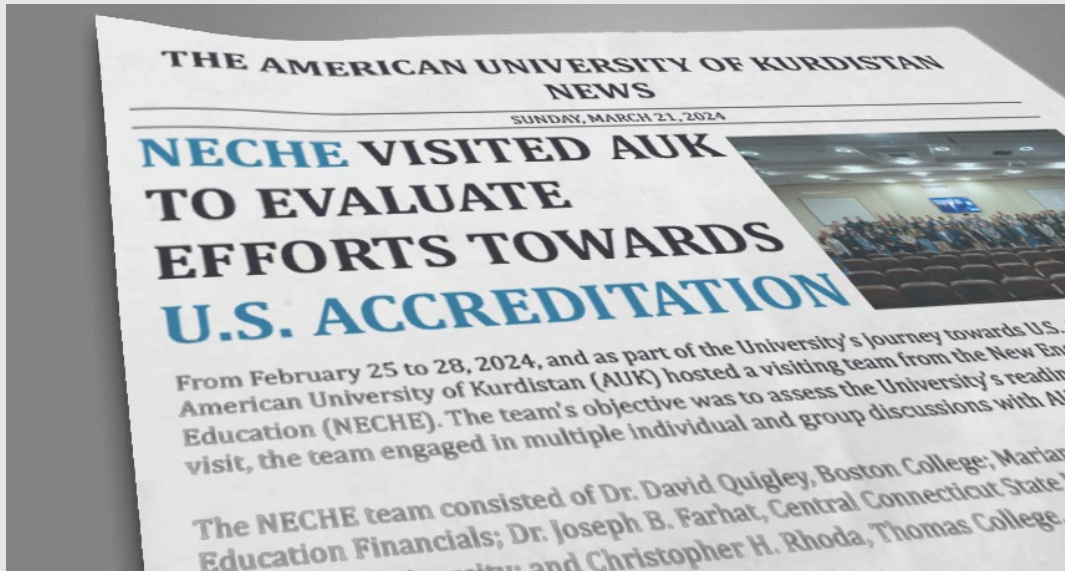 THE AMERICAN UNIVERSITY OF KURDISTAN
NEWS
SUNDAY, MARCH 21, 2024
NECHE VISITED AUK
TO EVALUATE
EFFORTS TOWARDS
U.S. ACCREDITATION
From February 25 to 28, 2024, and as part of the University's journey towards U.S.
American University of Kurdistan (AUK) hosted a visiting team from the New
Education (NECHE). The team's objective was to assess the University's
visit, the team engaged in multiple individual and group discussions with
The NECHE team consisted of Dr. David Quigley, Boston College;
Education Financials; Dr. Joseph B. Farhat, Central Connecticut State
and Christopher H. Rhoda, Thomas College.